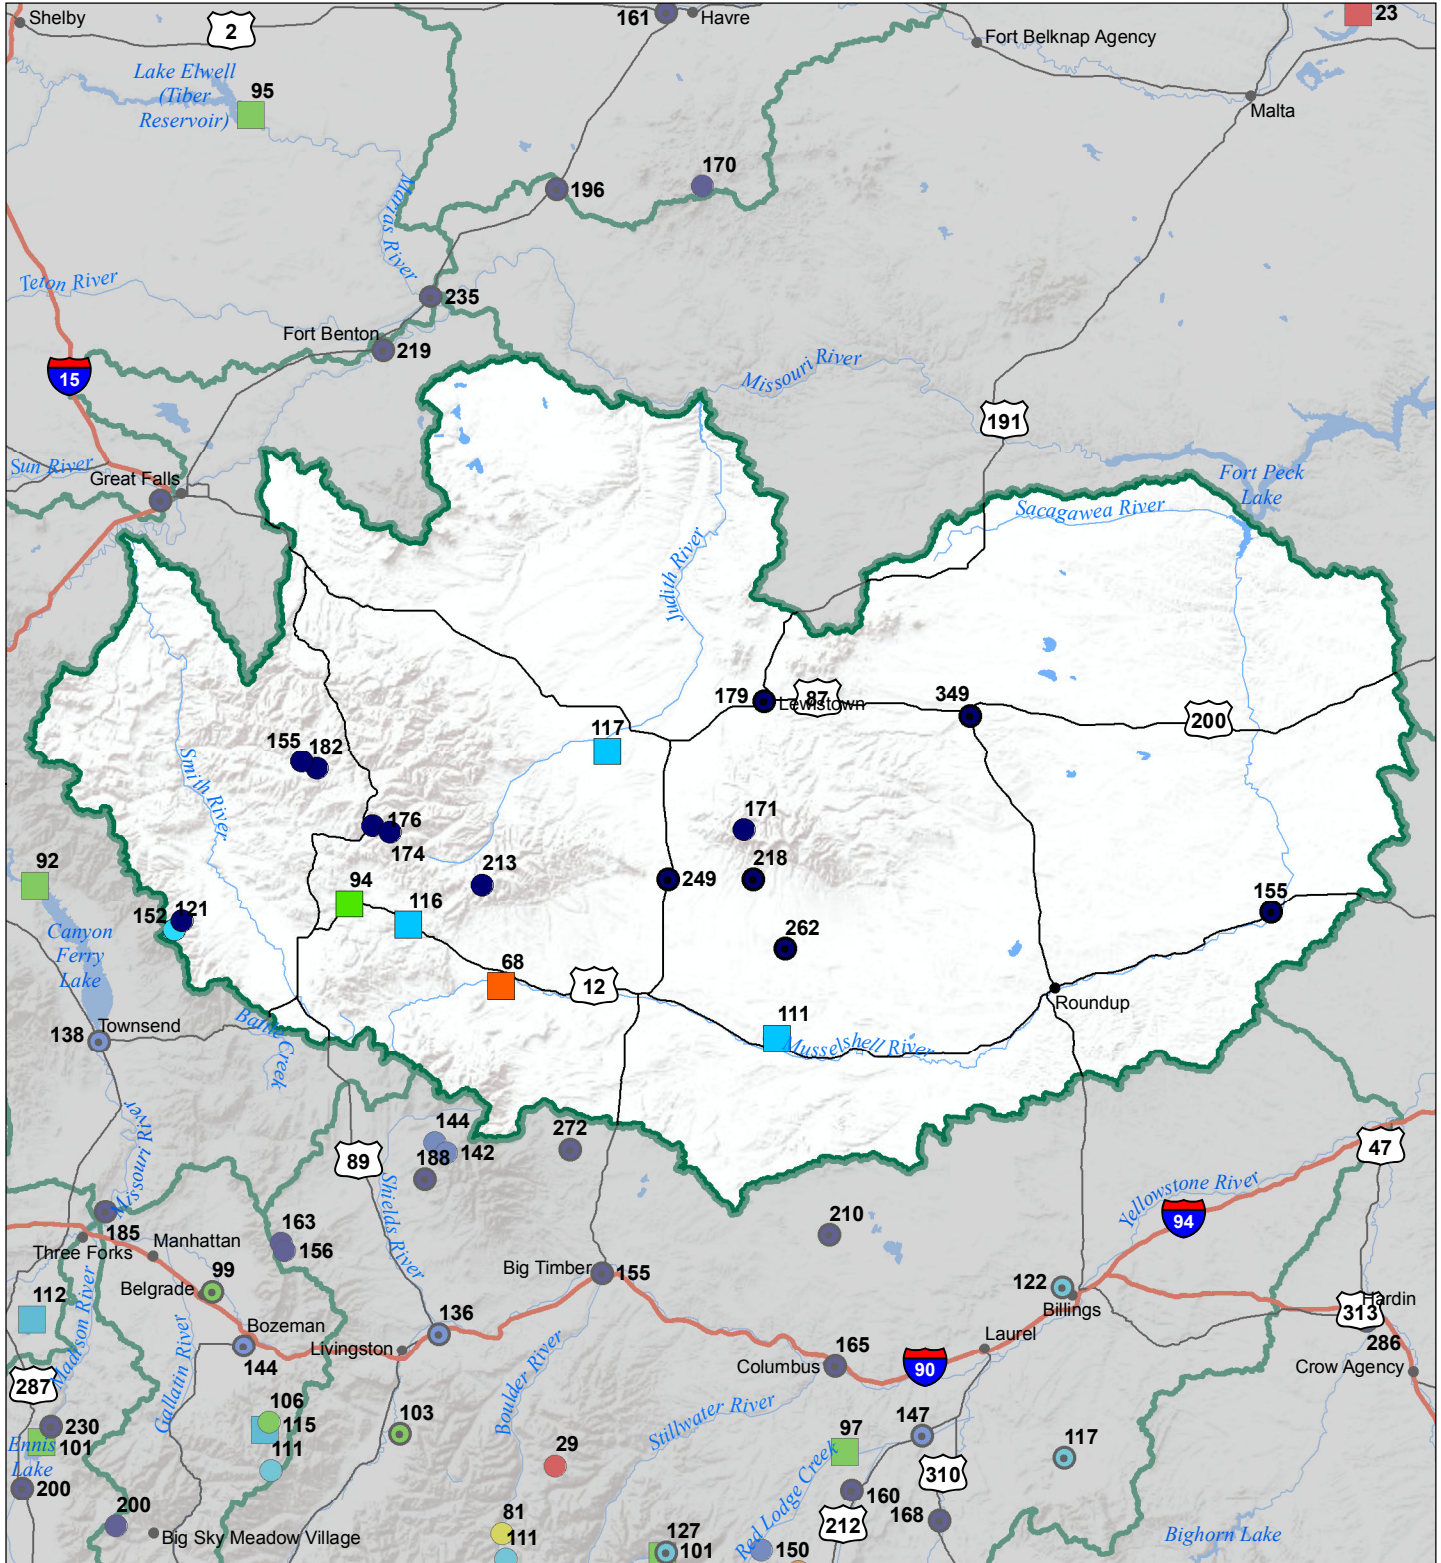 Shelby
2
161
Havre
Fort Belknap Agency
23
Lake Elwell
(Tiber
Reservoir)
95
Malta
Marias River
196
170
Teton River
235
Fort Benton
219
15
Missouri River
191
Sun River
Great Falls
Fort Peck
Lake
Sacagawea River
Judith River
179
87
Lewistown
349
200
117
155
182
Smith River
176
174
171
218
213
249
92
94
116
152
121
155
Canyon
Ferry
Lake
262
68
12
Roundup
111
Musselshell River
138
Townsend
Battle Creek
Missouri River
144
142
188
272
89
47
Shields River
Yellowstone River
94
185
Three Forks
Manhattan
163
156
210
99
Belgrade
Big Timber
155
122
Billings
Hardin
313
286
112
Madison River
Gallatin River
Bozeman
144
136
Livingston
Boulder River
Laurel
Columbus
165
90
Crow Agency
287
106
115
111
103
Stillwater River
147
230
101
Ennis
Lake
97
29
117
310
Red Lodge Creek
200
200
Big Sky Meadow Village
81
111
127
101
150
160
212
168
Bighorn Lake